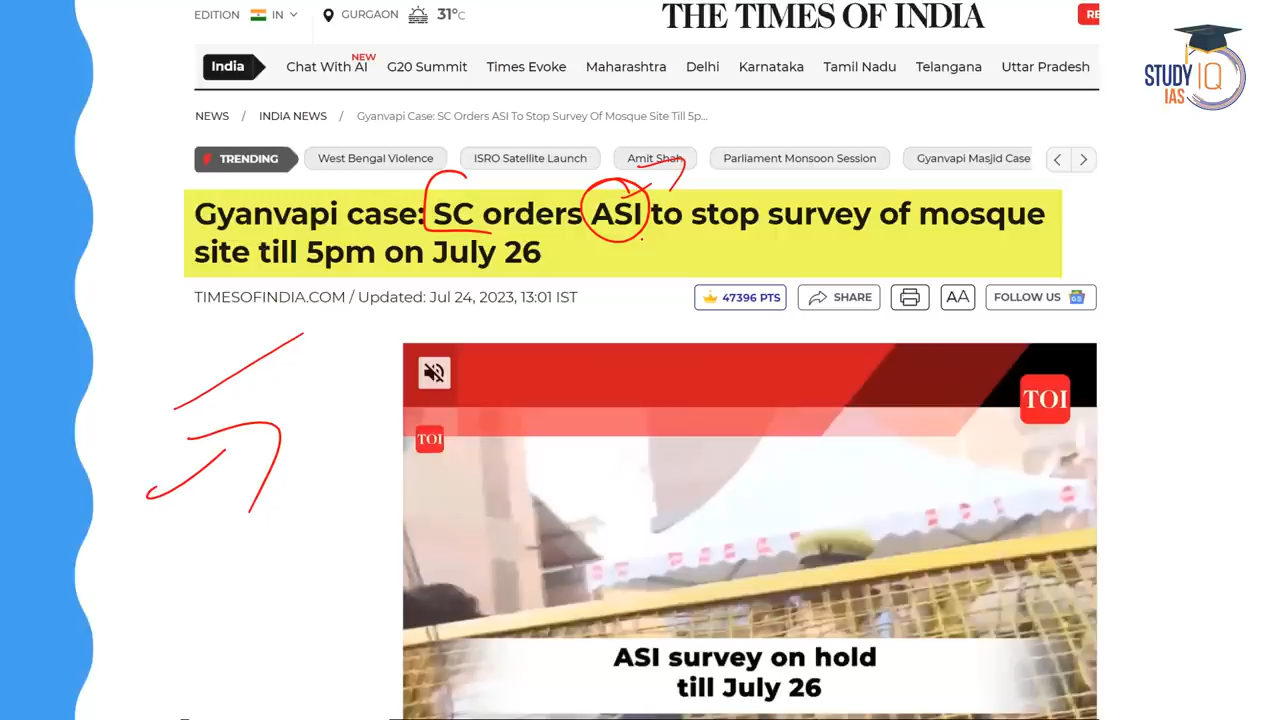 EDITION IN GURGAON 31°C
THE TIMES OF INDIA
STUDY IQ
IAS
India Chat With AI NEW G20 Summit Times Evoke Maharashtra Delhi Karnataka Tamil Nadu Telangana Uttar Pradesh
NEWS / INDIA NEWS / Gyanvapi Case: SC Orders ASI To Stop Survey Of Mosque Site Till 5p...
TRENDING West Bengal Violence ISRO Satellite Launch Amit Shah Parliament Monsoon Session Gyanvapi Masjid Case
Gyanvapi case: SC orders ASI to stop survey of mosque
site till 5pm on July 26
TIMESOFINDIA.COM / Updated: Jul 24, 2023, 13:01 IST
47396 PTS SHARE AA FOLLOW US
TOI
TOI
ASI survey on hold
till July 26